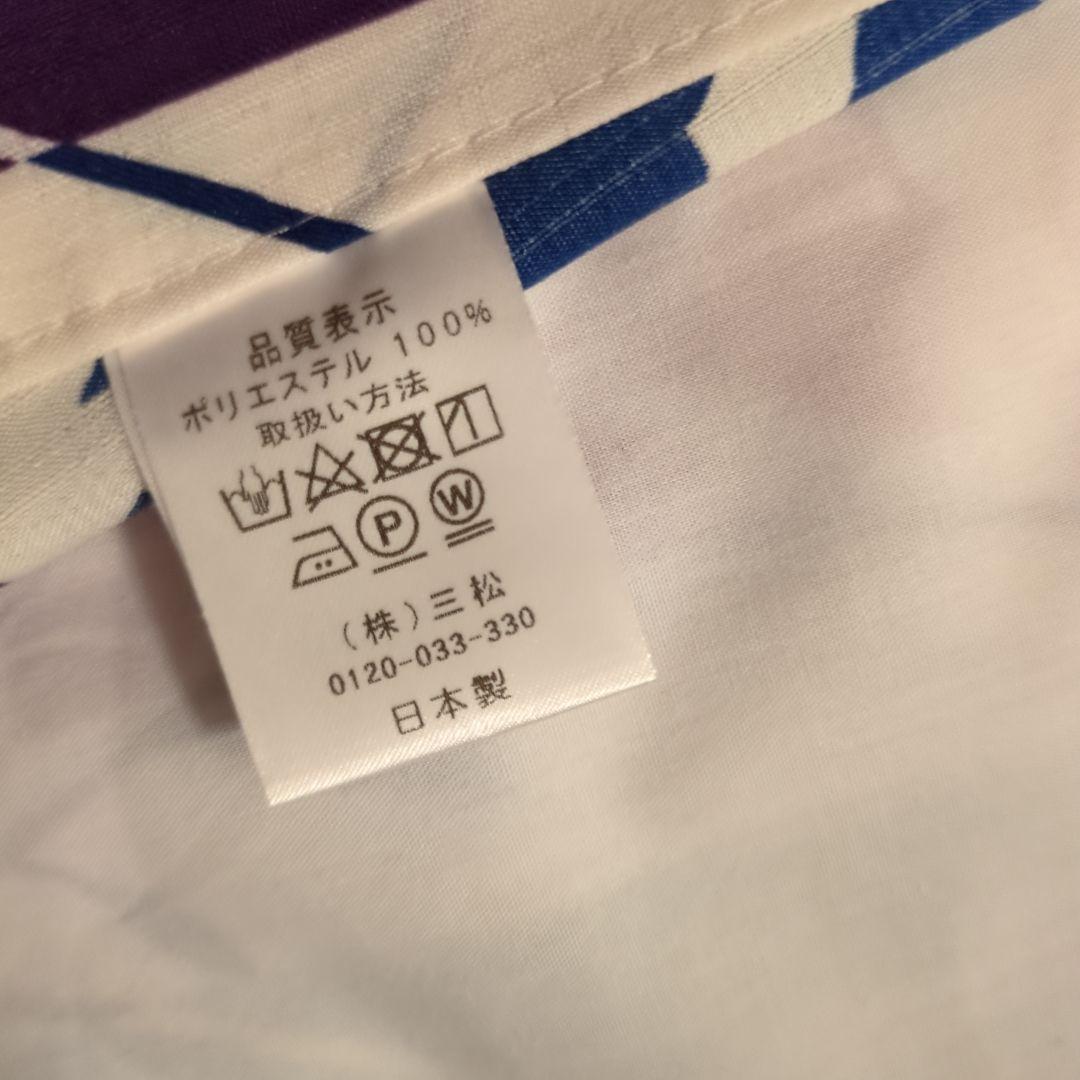 品質表示
ポリエステル 100%
取扱い方法
P W
(株)三松
0120-033-330
日本製